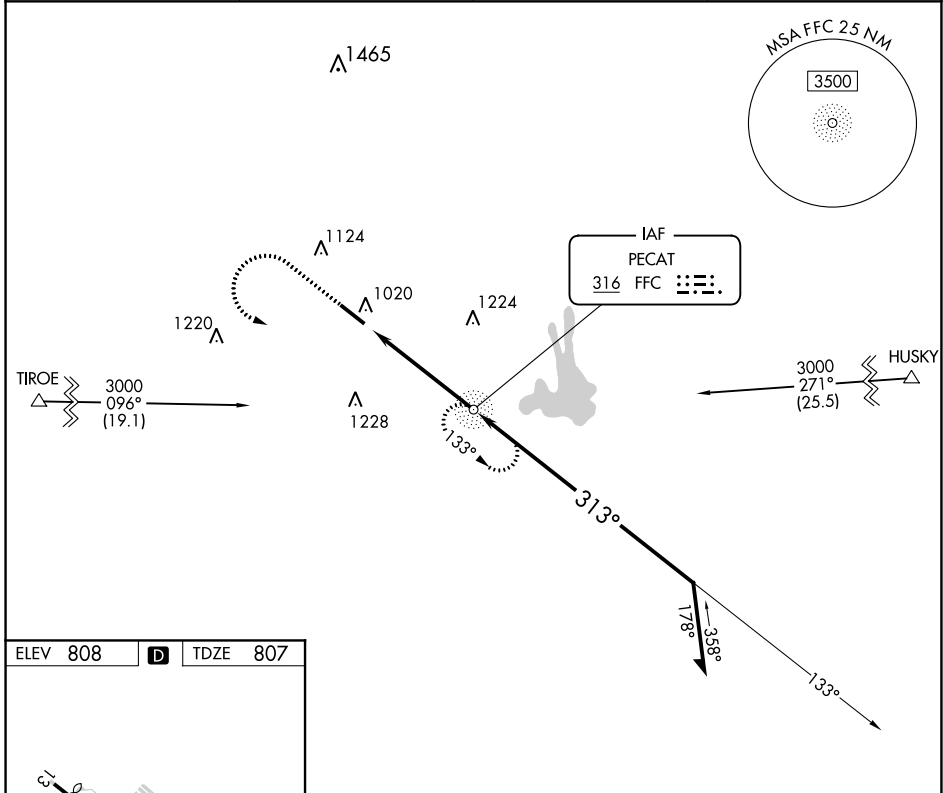 MSA FFC 25 NM
3500
1465
1124
1020
1220
1224
1228
IAF
PECAT
316 FFC
TIROE
3000
096°
(19.1)
HUSKY
3000
271°
(25.5)
133°
313°
178°
358°
133°
ELEV 808 D TDZE 807
13